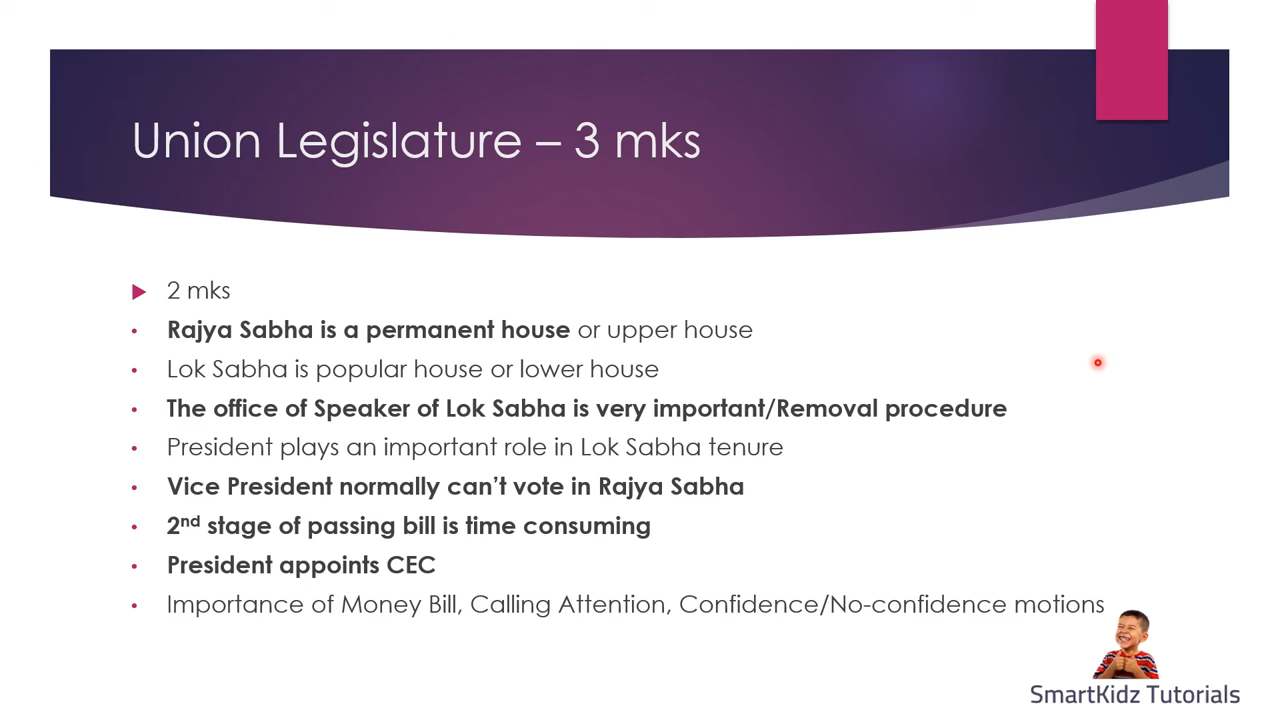 Union Legislature – 3 mks
2 mks
Rajya Sabha is a permanent house or upper house
Lok Sabha is popular house or lower house
The office of Speaker of Lok Sabha is very important/Removal procedure
President plays an important role in Lok Sabha tenure
Vice President normally can’t vote in Rajya Sabha
2nd stage of passing bill is time consuming
President appoints CEC
Importance of Money Bill, Calling Attention, Confidence/No-confidence motions
SmartKidz Tutorials